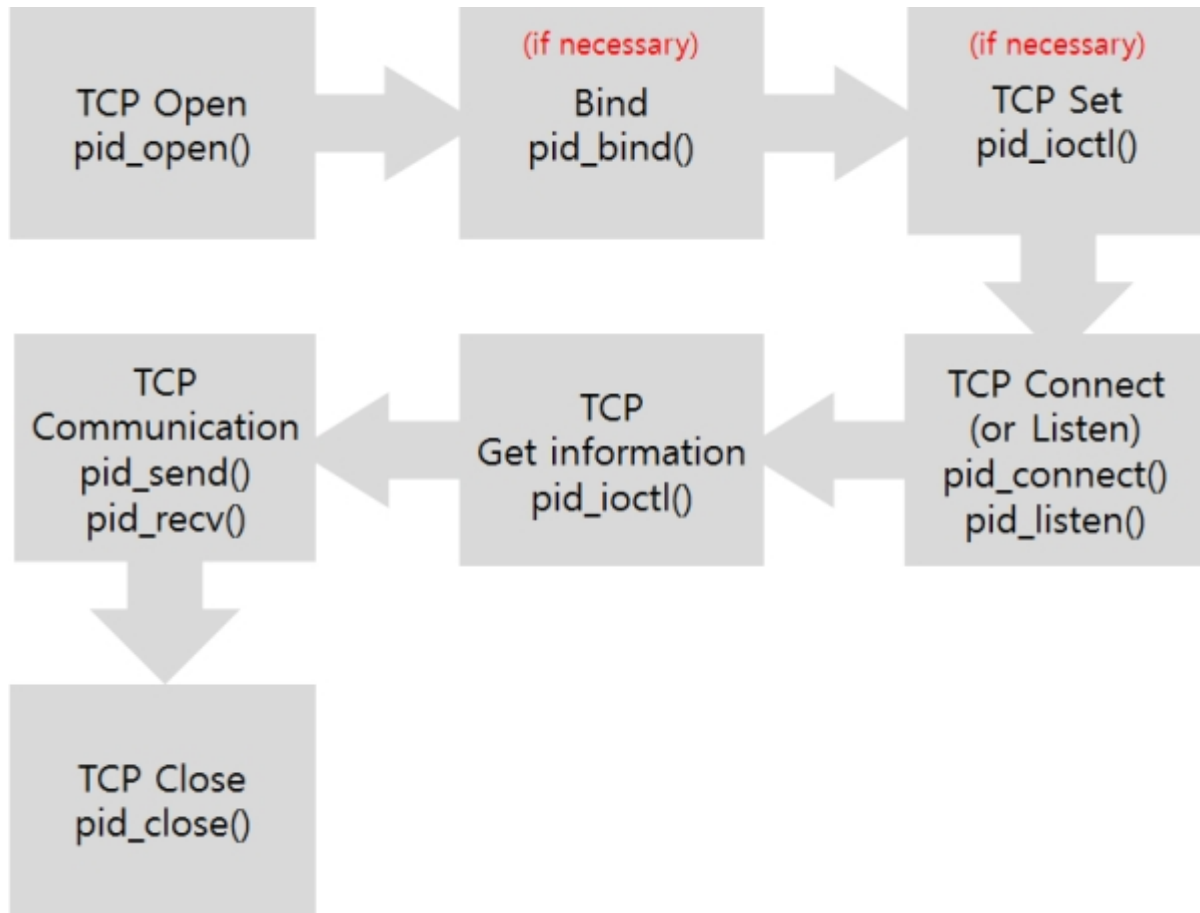 TCP Open
pid_open()
(if necessary)
Bind
pid_bind()
(if necessary)
TCP Set
pid_ioctl()
TCP Connect
(or Listen)
pid_connect()
pid_listen()
TCP
Get information
pid_ioctl()
TCP
Communication
pid_send()
pid_recv()
TCP Close
pid_close()